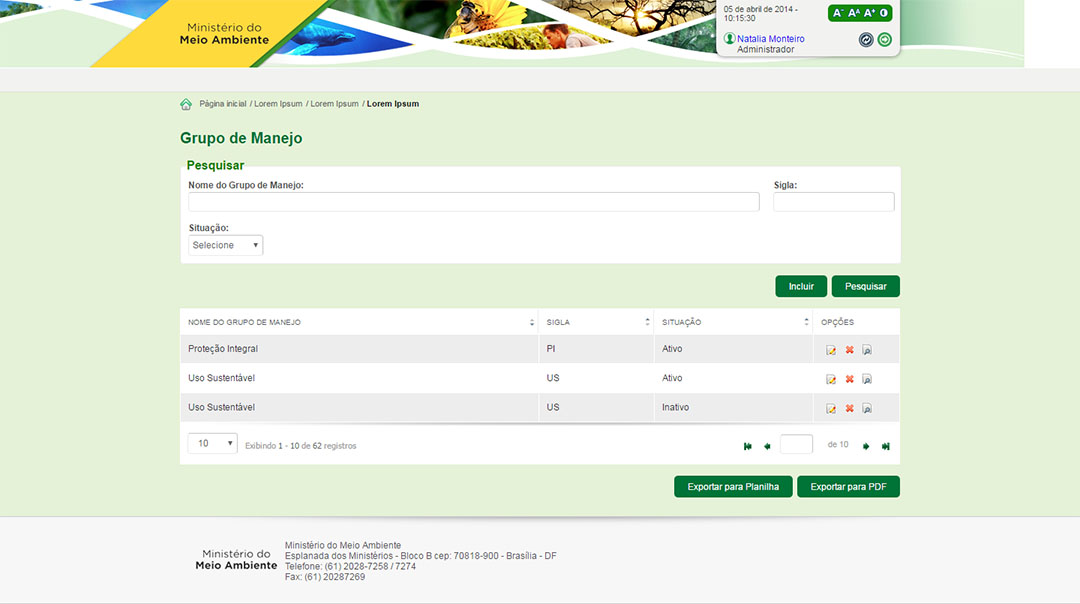 Ministério do
Meio Ambiente
05 de abril de 2014 -
10:15:30
A- AA A+
Natalia Monteiro
Administrador
Página inicial / Lorem Ipsum / Lorem Ipsum / Lorem Ipsum
Grupo de Manejo
Pesquisar
Nome do Grupo de Manejo: Sigla:
Situação:
Selecione
Incluir Pesquisar
NOME DO GRUPO DE MANEJO SIGLA SITUAÇÃO OPÇÕES
Proteção Integral PI Ativo
Uso Sustentável US Ativo
Uso Sustentável US Inativo
10 Exibindo 1 - 10 de 62 registros de 10
Exportar para Planilha Exportar para PDF
Ministério do
Meio Ambiente
Ministério do Meio Ambiente
Esplanada dos Ministérios - Bloco B cep: 70818-900 - Brasília - DF
Telefone: (61) 2028-7258 / 7274
Fax: (61) 20287269